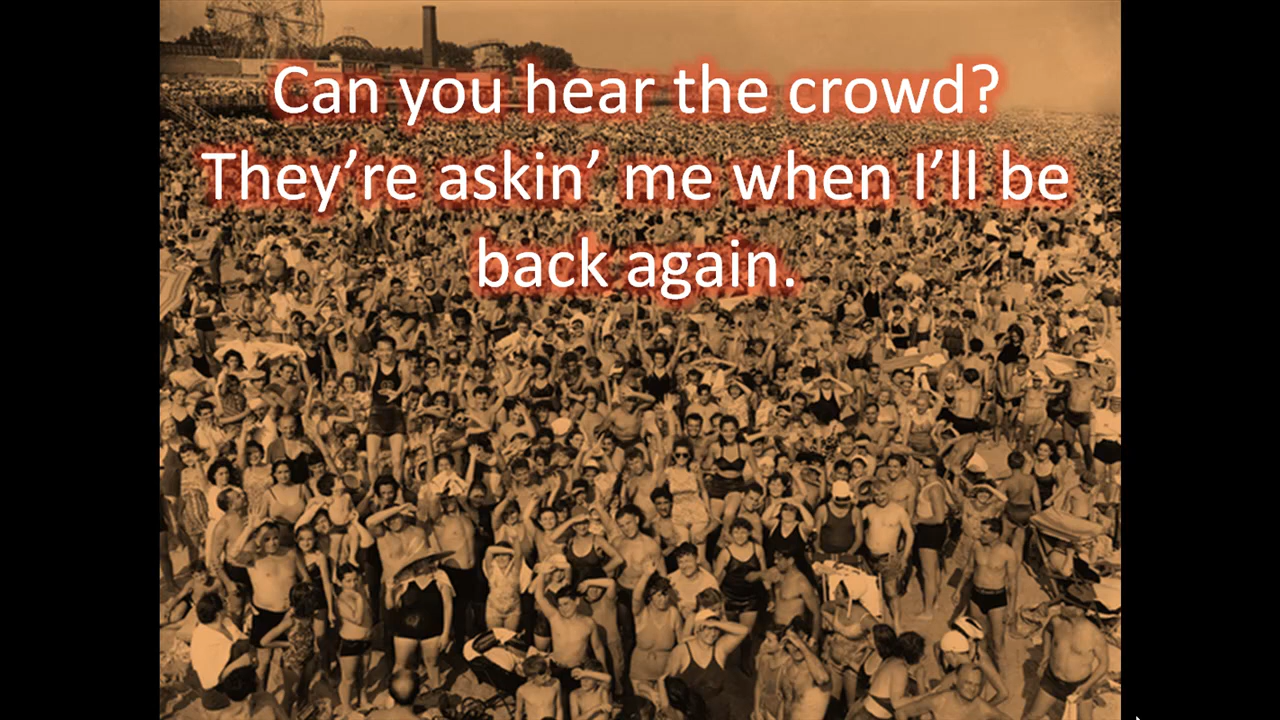 Can you hear the crowd?
They’re askin’ me when I’ll be
back again.